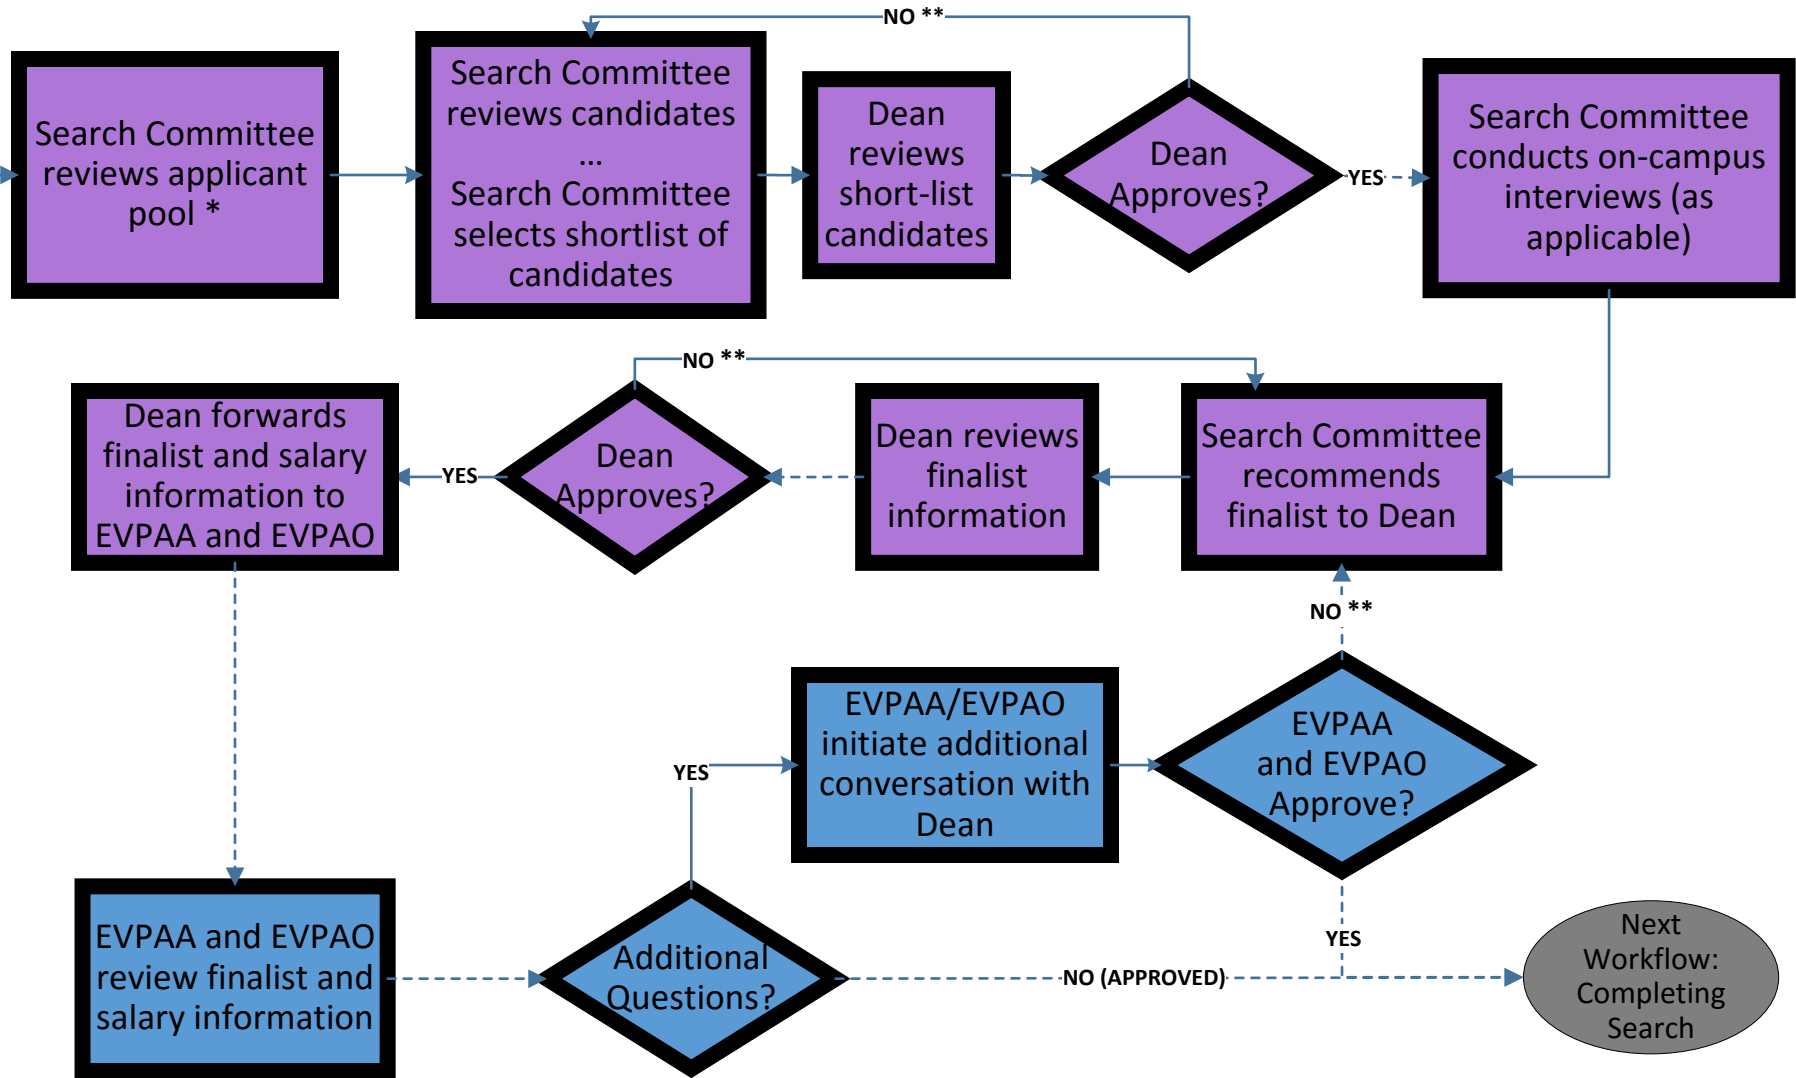 NO **
Search Committee
reviews applicant
pool *
Search Committee
reviews candidates
...
Search Committee
selects shortlist of
candidates
Dean
reviews
short-list
candidates
Dean
Approves?
YES
Search Committee
conducts on-campus
interviews (as
applicable)
NO **
Dean forwards
finalist and salary
information to
EVPAA and EVPAO
YES
Dean
Approves?
Dean reviews
finalist
information
Search Committee
recommends
finalist to Dean
NO **
YES
EVPAA/EVPAO
initiate additional
conversation with
Dean
EVPAA
and EVPAO
Approve?
EVPAA and EVPAO
review finalist and
salary information
Additional
Questions?
NO (APPROVED)
YES
Next
Workflow:
Completing
Search